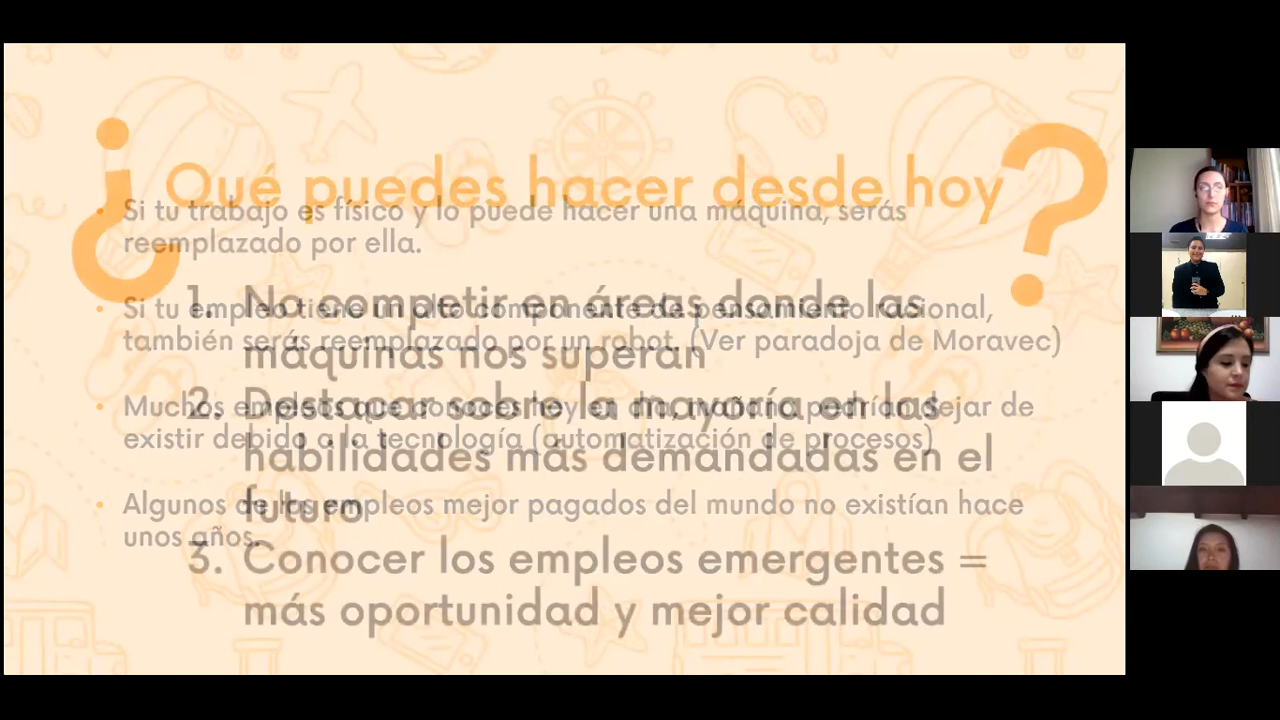 ¿Qué puedes hacer desde hoy?
1. No competir en áreas donde las
máquinas nos superan
2. Destacar sobre la mayoría en las
habilidades más demandadas en el
futuro
3. Conocer los empleos emergentes =
más oportunidad y mejor calidad
• Si tu trabajo es físico y lo puede hacer una máquina, serás
reemplazado por ella.
• Si tu empleo tiene un alto componente de pensamiento racional,
también serás reemplazado por un robot. (Ver paradoja de Moravec)
• Muchos empleos que conoces hoy en día, mañana podrían dejar de
existir debido a la tecnología (automatización de procesos)
• Algunos de los empleos mejor pagados del mundo no existían hace
unos años.